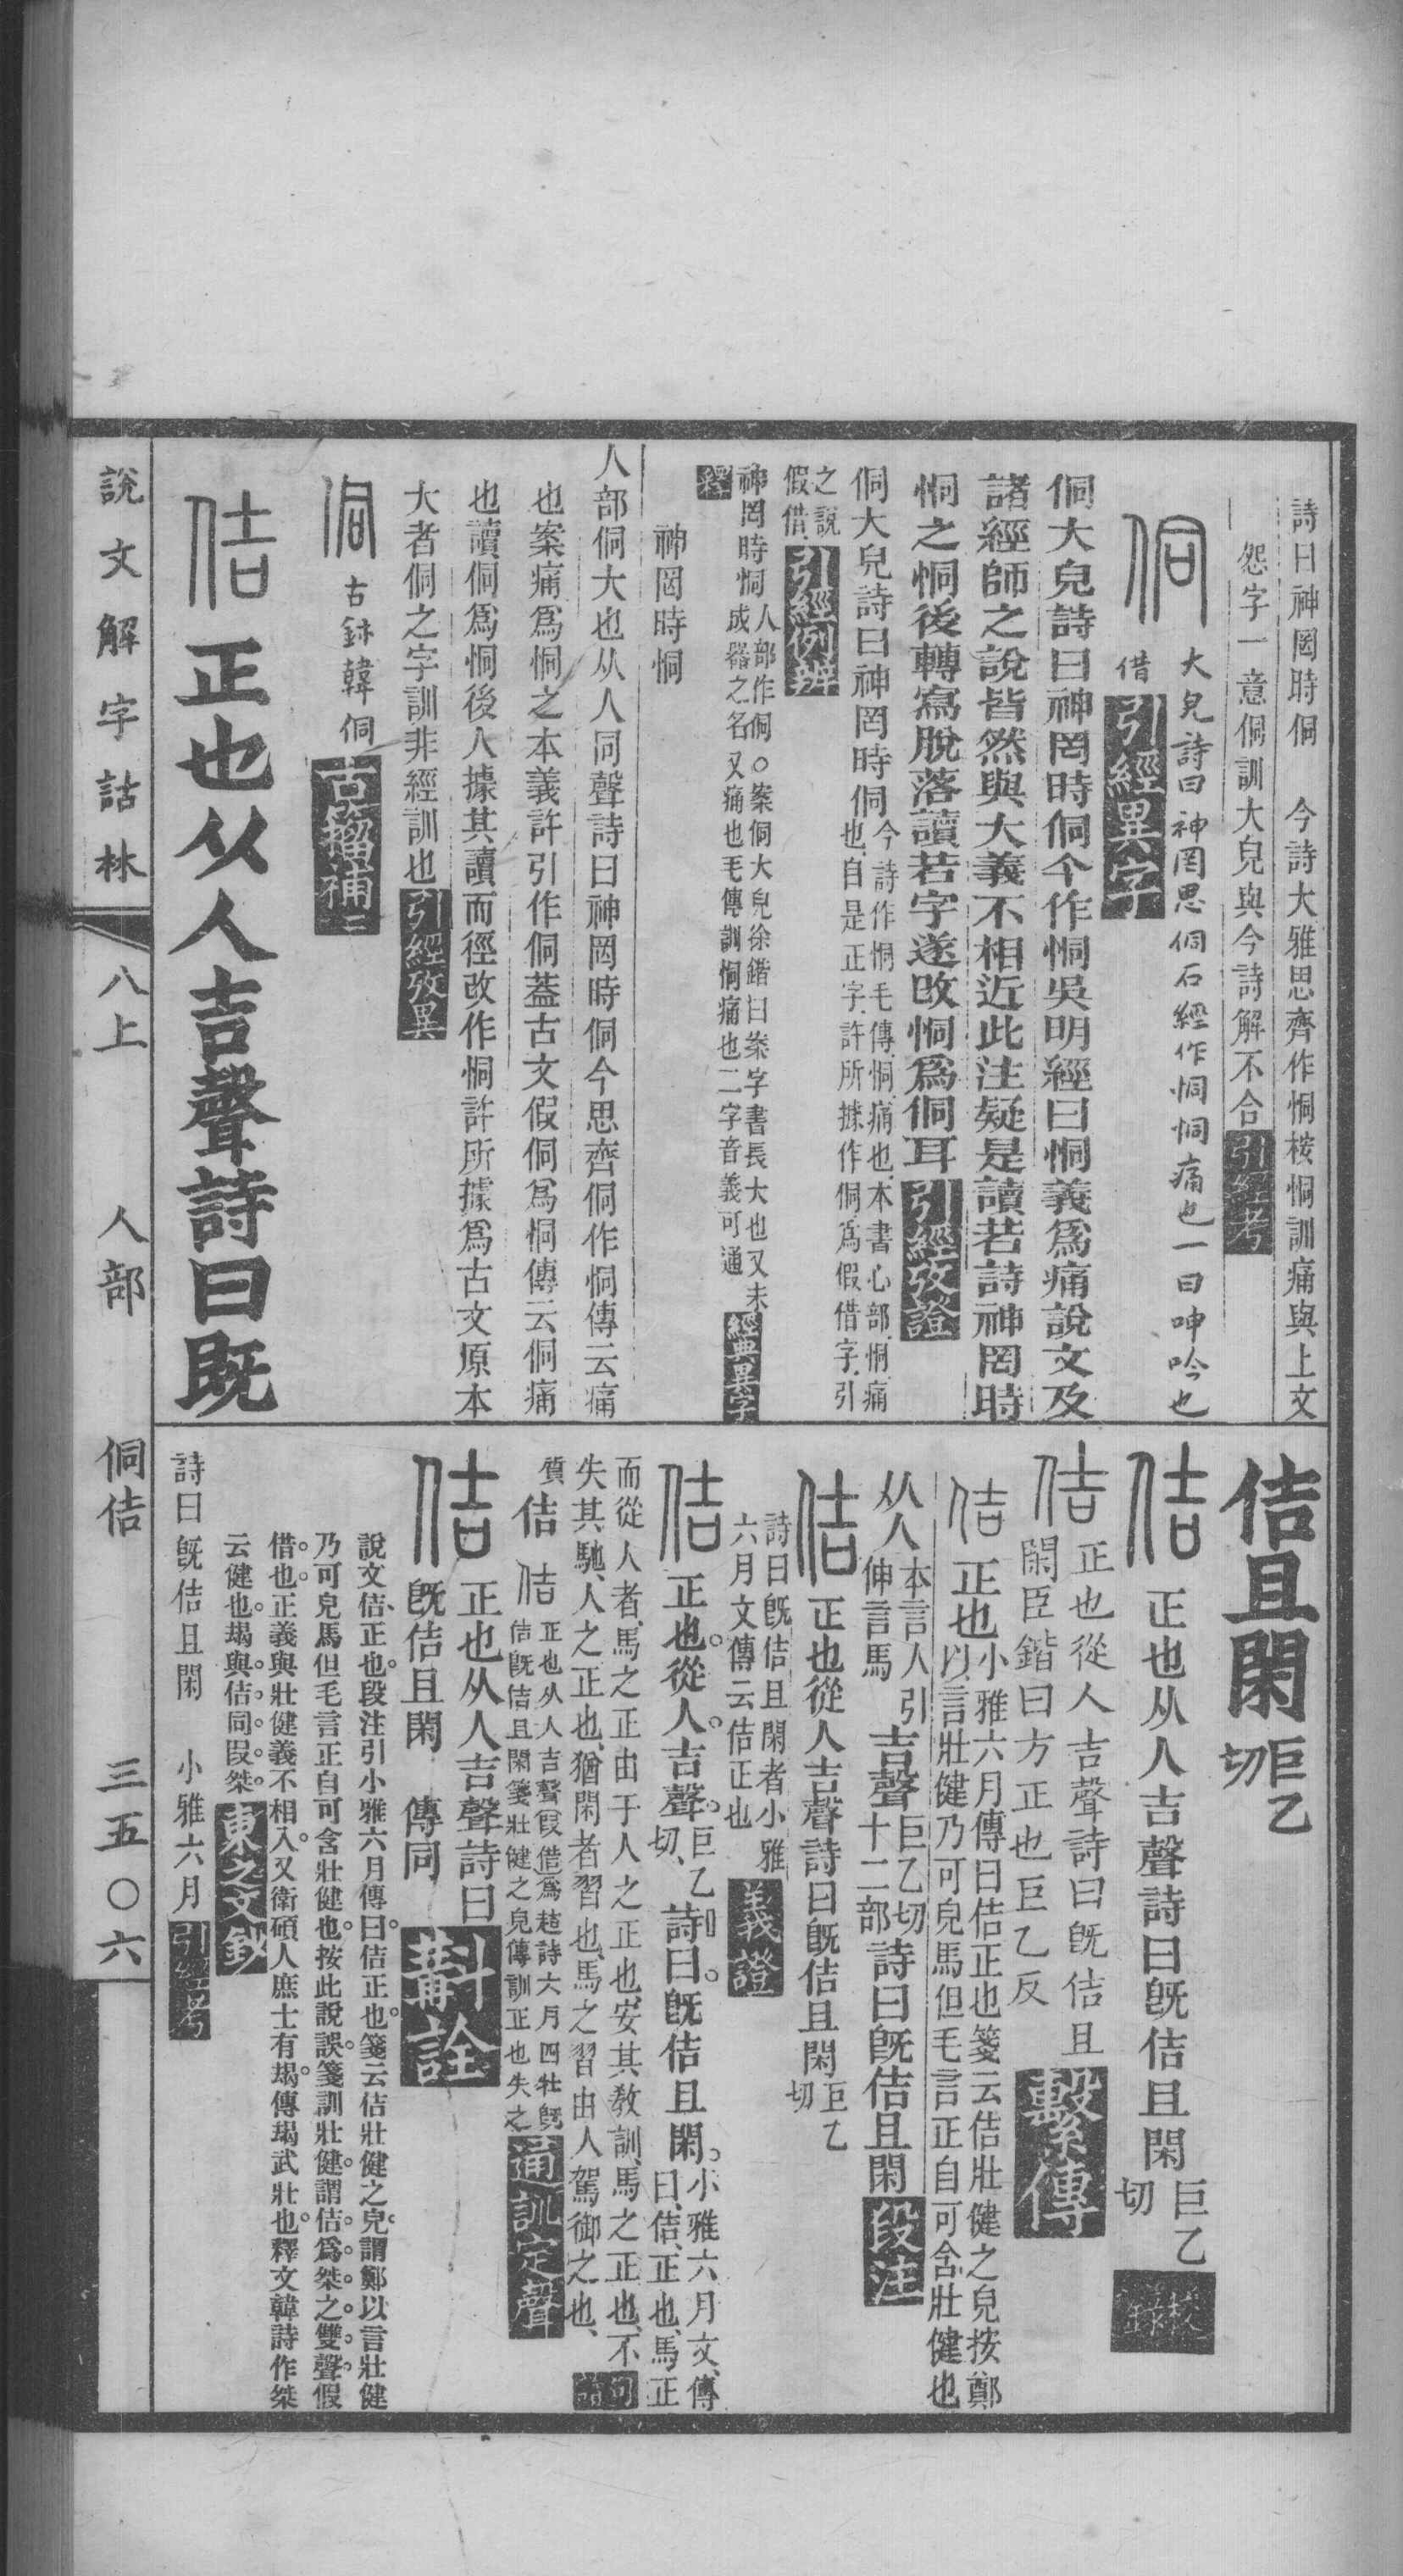 詩曰神罔時侗　今詩大雅思齊作恫桉恫訓痛與上文
怨字一意侗訓大皃與今詩解不合引經考
侗　大皃詩曰神罔思侗石經作恫恫痛也一曰呻吟也
借引經異字
侗大皃詩曰神罔時侗今作恫吳明經曰恫義爲痛說文及
諸經師之說皆然與大義不相近此注疑是讀若詩神罔時
恫之恫後轉寫脫落讀若字遂改恫爲侗耳引經攷證
侗大皃詩曰神罔時侗今詩作恫毛傳恫痛也本書心部恫痛
也自是正字許所據作侗爲假借字引
之說
假借引經例辨
神罔時恫人部作侗○案侗大皃徐鍇曰案字書長大也又未
成器之名又痛也毛傳訓恫痛也二字音義可通經典異字
釋
神罔時恫
人部侗大也从人同聲詩曰神罔時侗今思齊侗作恫傳云痛
也案痛爲恫之本義許引作侗蓋古文假侗爲恫傳云侗痛
也讀侗爲恫後人據其讀而徑改作恫許所據爲古文原本
大者侗之字訓非經訓也引經攷異
侗　古鉢韓侗古籀補三
佶　正也从人吉聲詩曰既
佶且閑巨乙
切
佶　正也从人吉聲詩曰旣佶且閑巨乙
切校
錄
佶　正也從人吉聲詩曰旣佶且
閑臣鍇曰方正也巨乙反繫傳
佶　正也小雅六月傳曰佶正也箋云佶壯健之皃按鄭
以言壯健乃可皃馬但毛言正自可含壯健也
从人本言人引
伸言馬吉聲巨乙切
十二部詩曰旣佶且閑段注
佶　正也從人吉聲詩曰旣佶且閑巨乙
切
詩曰旣佶且閑者小雅
六月文傳云佶正也義證
佶　正也。從人。吉聲。巨乙
切、詩曰。旣佶且閑。小雅六月文、傳
曰、佶、正也、馬正
而從人者、馬之正由于人之正也、安其教訓、馬之正也、不
失其馳、人之正也、猶閑者習也、馬之習由人駕御之也、句
讀
質佶　佶　正也从人吉聲叚借爲趌詩六月四牡旣
佶旣佶且閑箋壯健之皃傳訓正也失之通訓定聲
佶　正也从人吉聲詩曰
旣佶且閑　傳同斠詮
說文佶、正也。段注引小雅六月傳曰。佶正也。箋云佶壯健之皃。謂鄭以言壯健
乃可皃馬但毛言正自可含壯健也。按此說誤。箋訓壯健。謂佶爲桀之雙聲假
借也。正義與壯健義不相入。又衛碩人庶士有朅。傳朅武壯也。釋文韓詩作桀
云健也。朅與佶同叚桀。東之文鈔
詩曰旣佶且閑　小雅六月引經考
說文解字詁林　八上　人部　侗佶　三五〇六